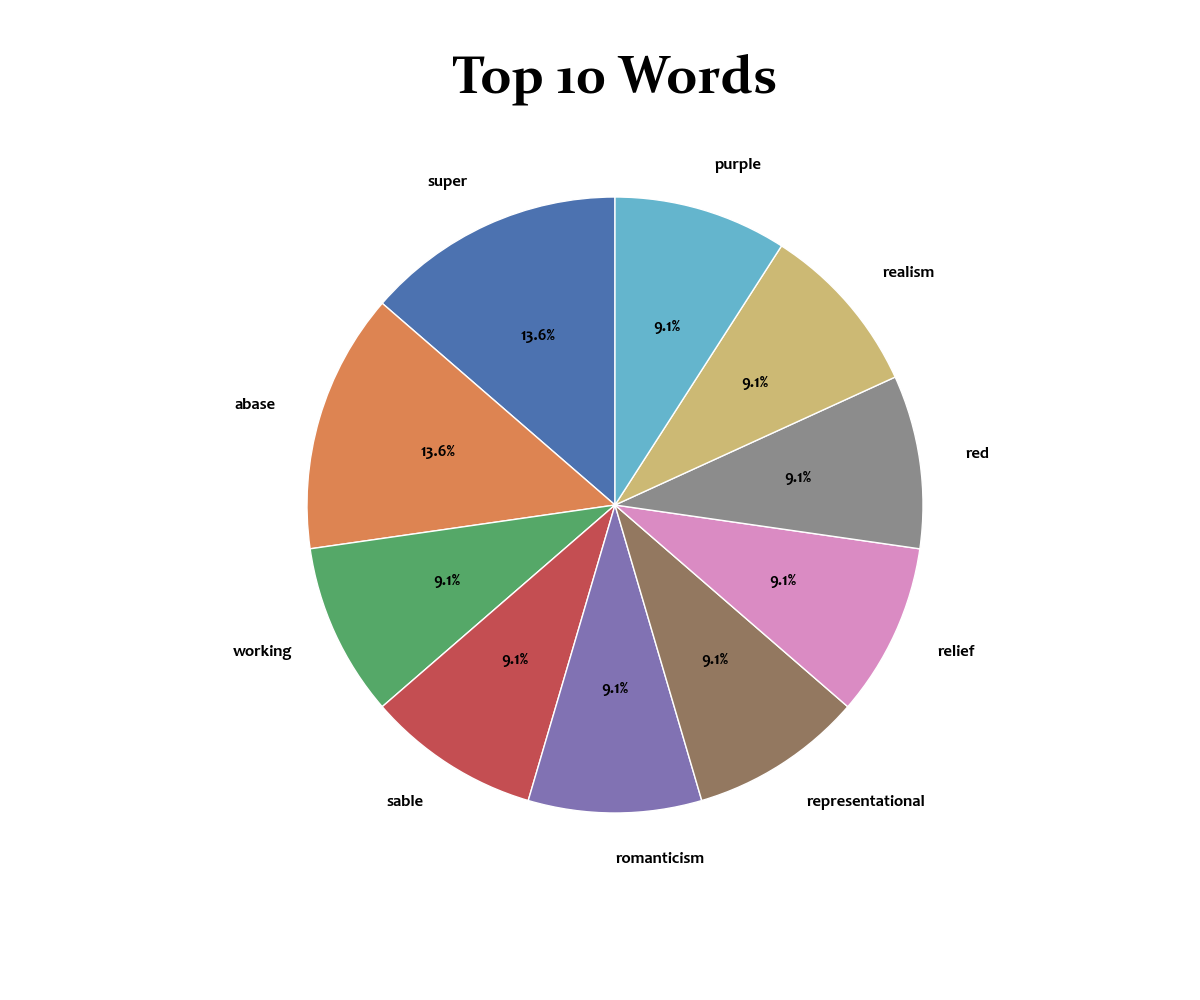 Top 10 Words
purple
super
realism
9.1%
13.6%
9.1%
abase
13.6%
red
9.1%
9.1%
9.1%
working
relief
9.1%
9.1%
9.1%
sable
representational
romanticism